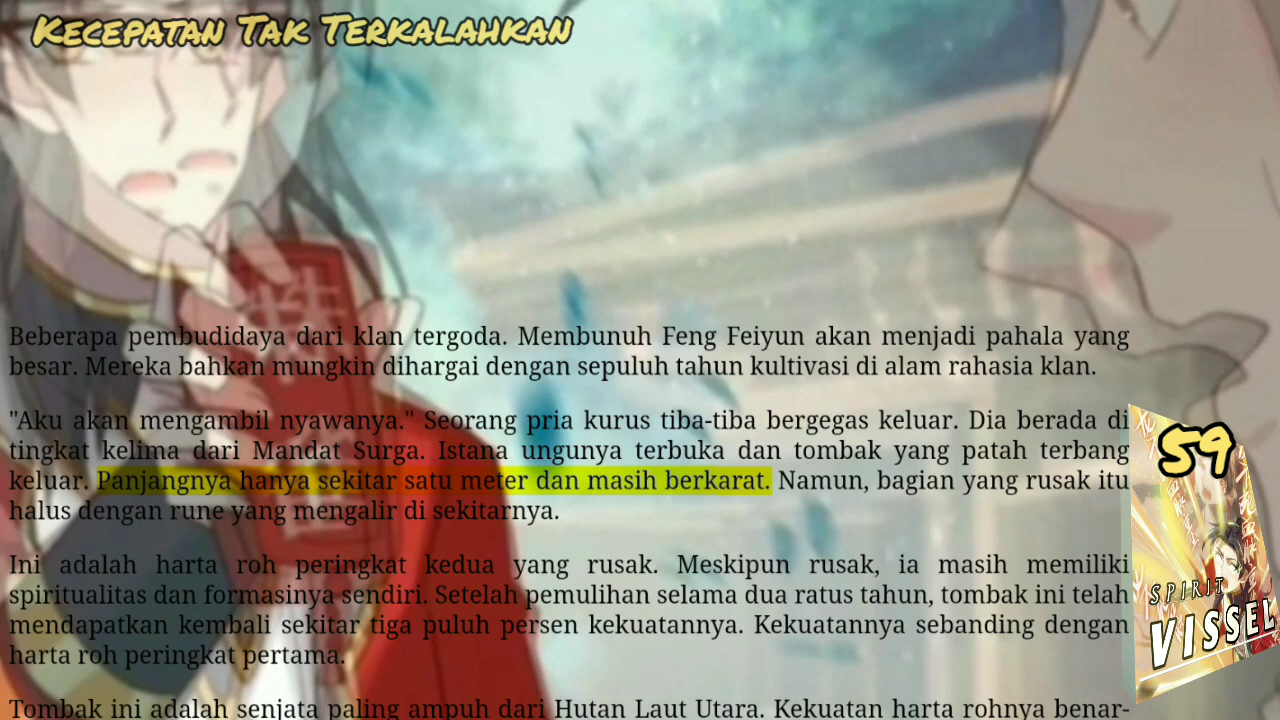 Kecepatan Tak Terkalahkan
Beberapa pembudidaya dari klan tergoda. Membunuh Feng Feiyun akan menjadi pahala yang
besar. Mereka bahkan mungkin dihargai dengan sepuluh tahun kultivasi di alam rahasia klan.
"Aku akan mengambil nyawanya." Seorang pria kurus tiba-tiba bergegas keluar. Dia berada di
tingkat kelima dari Mandat Surga. Istana ungunya terbuka dan tombak yang patah terbang
keluar. Panjangnya hanya sekitar satu meter dan masih berkarat. Namun, bagian yang rusak itu
halus dengan rune yang mengalir di sekitarnya.
Ini adalah harta roh peringkat kedua yang rusak. Meskipun rusak, ia masih memiliki
spiritualitas dan formasinya sendiri. Setelah pemulihan selama dua ratus tahun, tombak ini telah
mendapatkan kembali sekitar tiga puluh persen kekuatannya. Kekuatannya sebanding dengan
harta roh peringkat pertama.
Tombak ini adalah senjata paling ampuh dari Hutan Laut Utara. Kekuatan harta rohnya benar-
59
SPIRIT
VISSEL